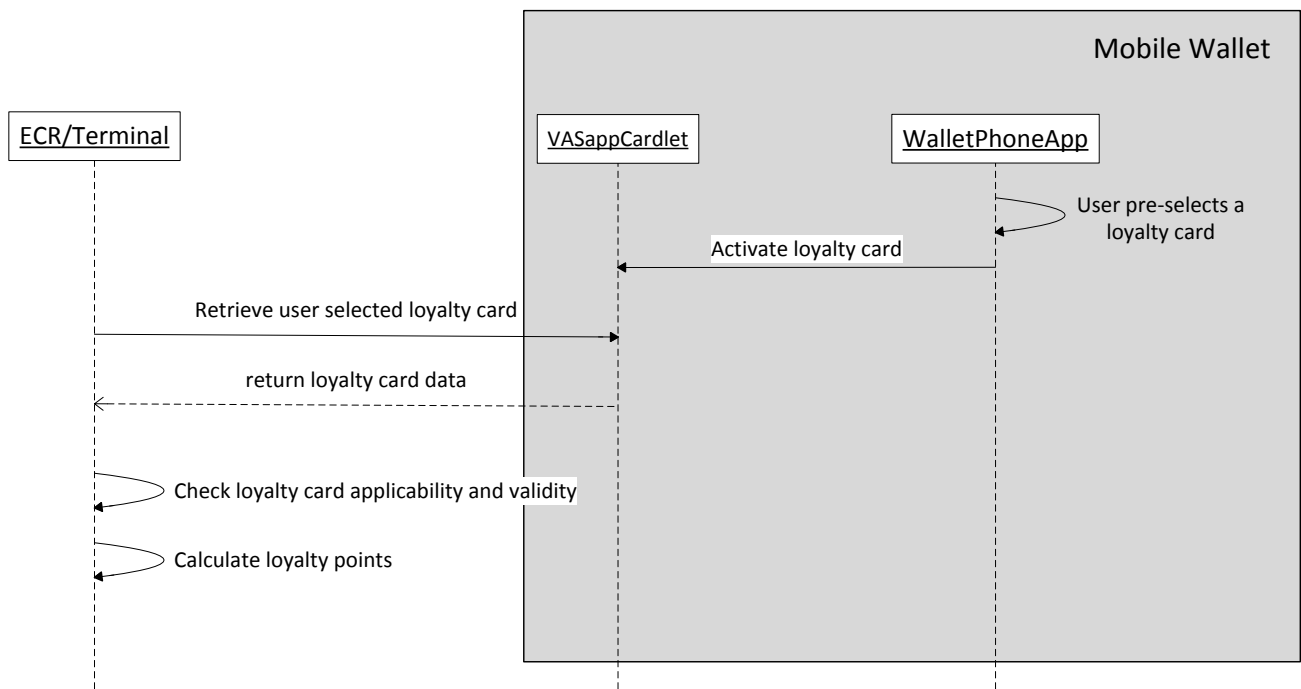 Mobile Wallet
ECR/Terminal
VASappCardlet
WalletPhoneApp
User pre-selects a
loyalty card
Activate loyalty card
Retrieve user selected loyalty card
return loyalty card data
Check loyalty card applicability and validity
Calculate loyalty points